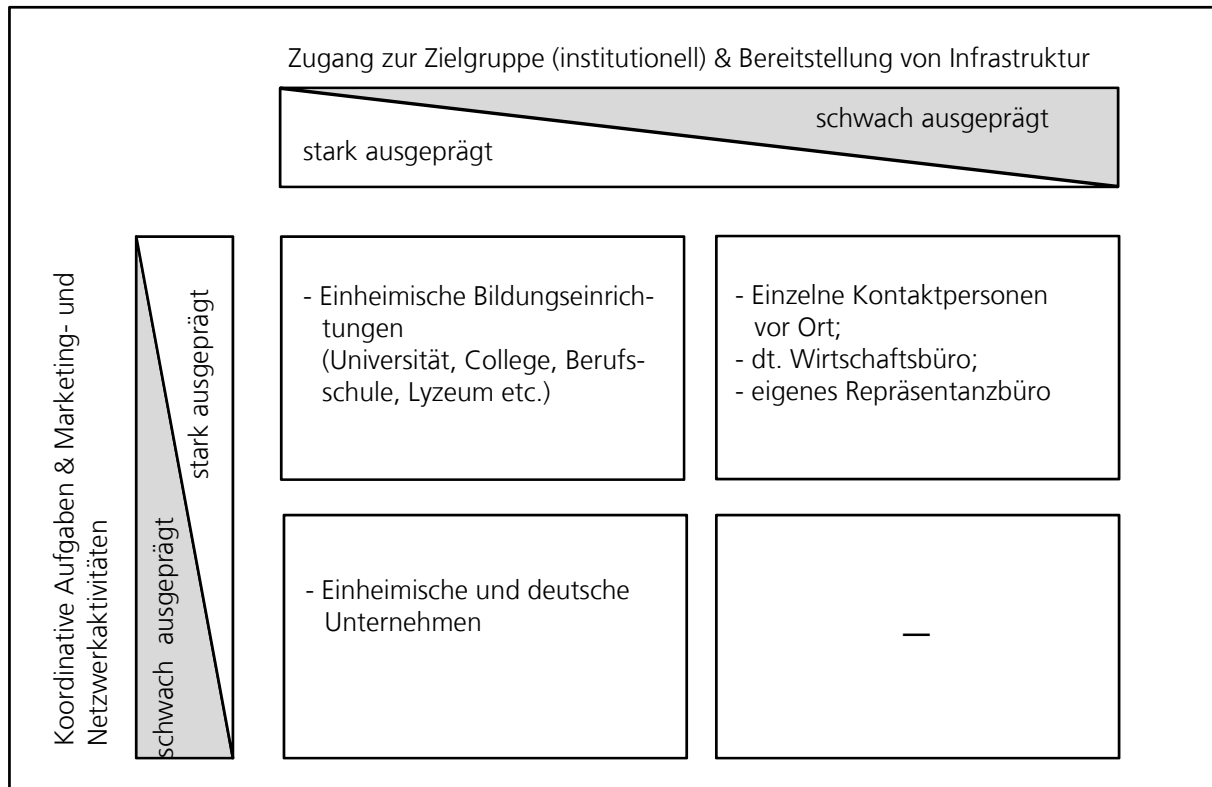 Zugang zur Zielgruppe (institutionell) & Bereitstellung von Infrastruktur
schwach ausgeprägt
stark ausgeprägt
Koordinative Aufgaben & Marketing- und
Netzwerkaktivitäten
stark ausgeprägt
schwach ausgeprägt
- Einheimische Bildungseinrich-
tungen
(Universität, College, Berufs-
schule, Lyzeum etc.)
- Einzelne Kontaktpersonen
vor Ort;
- dt. Wirtschaftsbüro;
- eigenes Repräsentanzbüro
- Einheimische und deutsche
Unternehmen
—